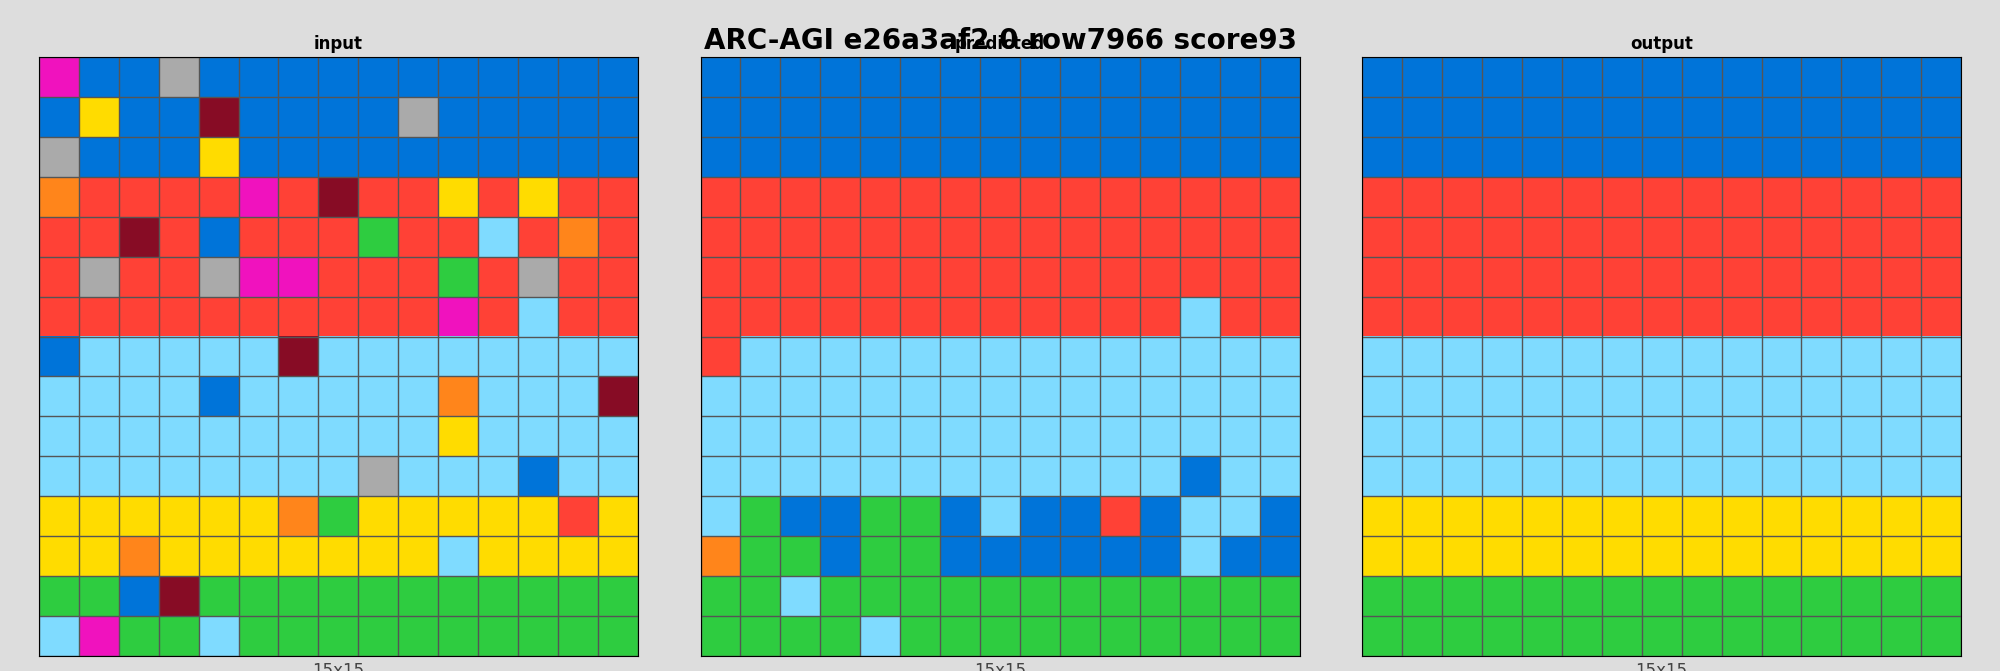 ARC-AGI e26a3af2 0 row7966 score93
input
predicted
output
15x15
15x15
15x15